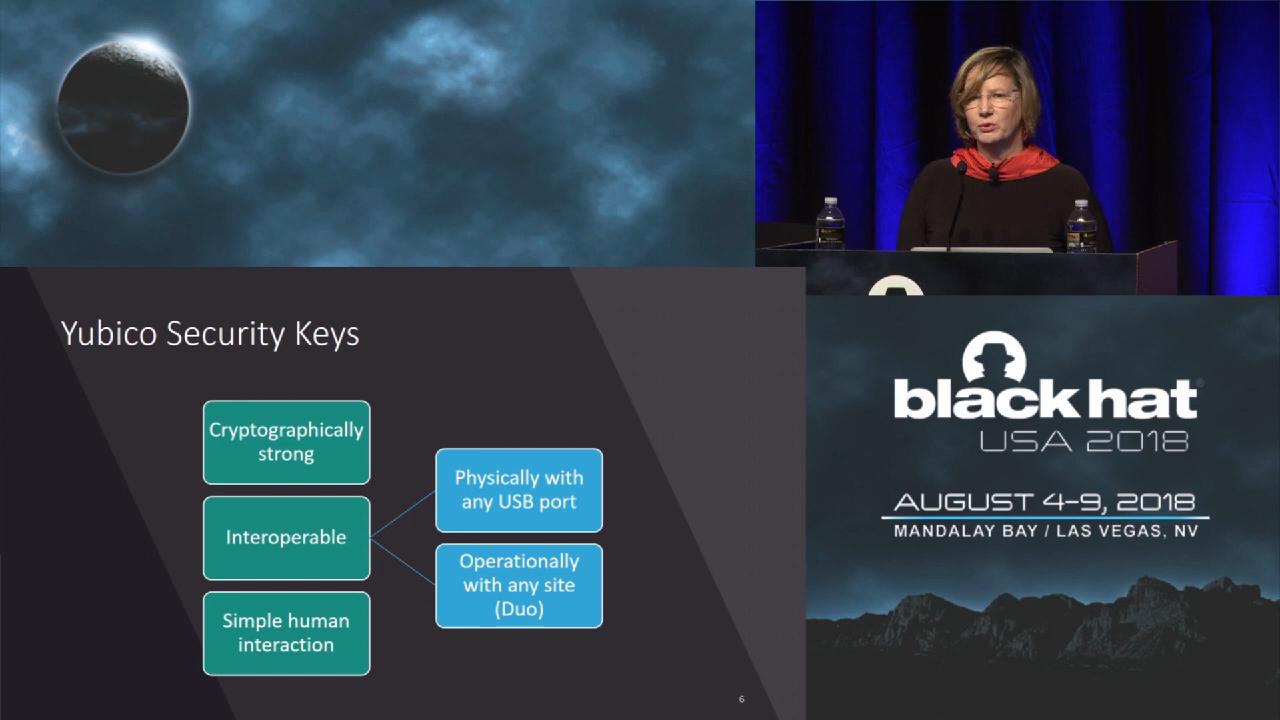 Yubico Security Keys
Cryptographically
strong
Interoperable
Simple human
interaction
Physically with
any USB port
Operationally
with any site
(Duo)
6
black hat
USA 2018
AUGUST 4-9, 2018
MANDALAY BAY / LAS VEGAS, NV